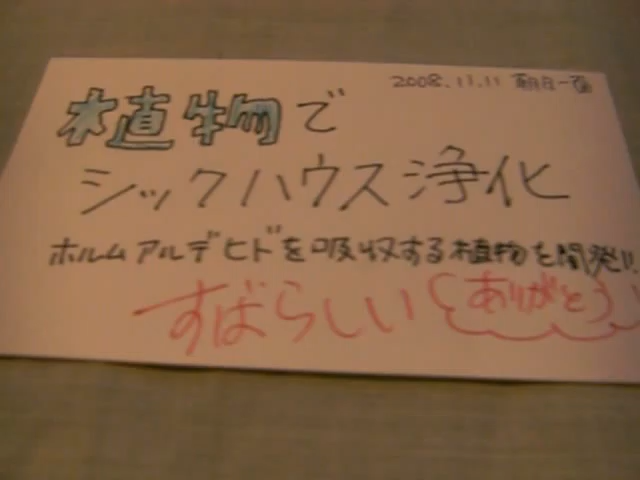 2008.11.11 朝日一面
植物で
シックハウス浄化
ホルムアルデヒドを吸収する植物を開発!!
すばらしい ありがとう